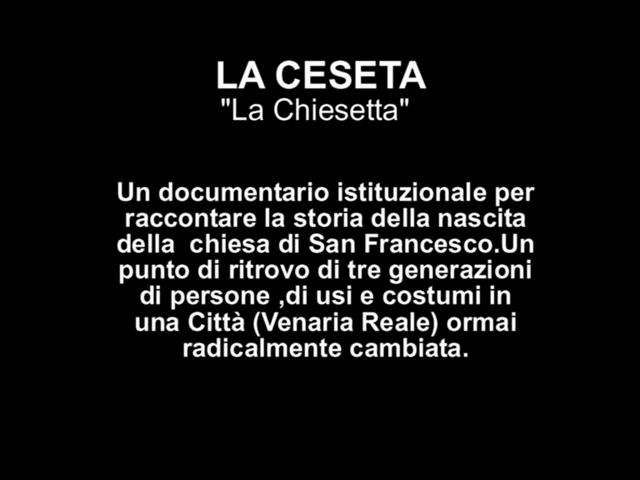 LA CESETA
"La Chiesetta"
Un documentario istituzionale per
raccontare la storia della nascita
della  chiesa di San Francesco.Un
punto di ritrovo di tre generazioni
di persone ,di usi e costumi in
una Città (Venaria Reale) ormai
radicalmente cambiata.